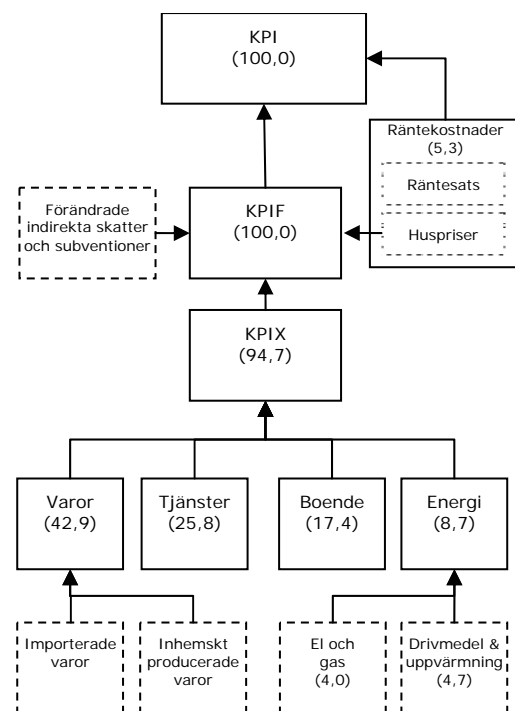 KPI
(100,0)
Räntekostnader
(5,3)
Räntesats
Huspriser
Förändrade
indirekta skatter
och subventioner
KPIF
(100,0)
KPIX
(94,7)
Varor
(42,9)
Tjänster
(25,8)
Boende
(17,4)
Energi
(8,7)
Importerade
varor
Inhemskt
producerade
varor
El och
gas
(4,0)
Drivmedel &
uppvärmning
(4,7)